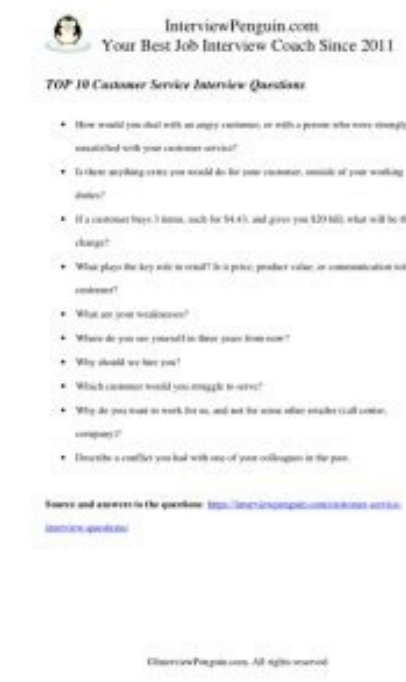 InterviewPenguin.com
Your Best Job Interview Coach Since 2011
TOP 10 Customer Service Interview Questions
• How would you deal with an angry customer, or with a person who were strongly
unsatisfied with your customer service?
• Is there anything extra you would do for your customer, outside of your working
duties?
• If a customer buys 3 items, each for $4.43, and gives you $20 bill, what will be
change?
• What plays the key role in retail? Is it price, product value, or communication
customer?
• What are your weaknesses?
• Where do you see yourself in three years from now?
• Why should we hire you?
• Which customer would you struggle to serve?
• Why do you want to work for us, and not for some other retailer (call center,
company)?
• Describe a conflict you had with one of your colleagues in the past.
Source and answers to the questions: https://interviewpenguin.com/customer-service-
interview-questions/
©InterviewPenguin.com, All rights reserved